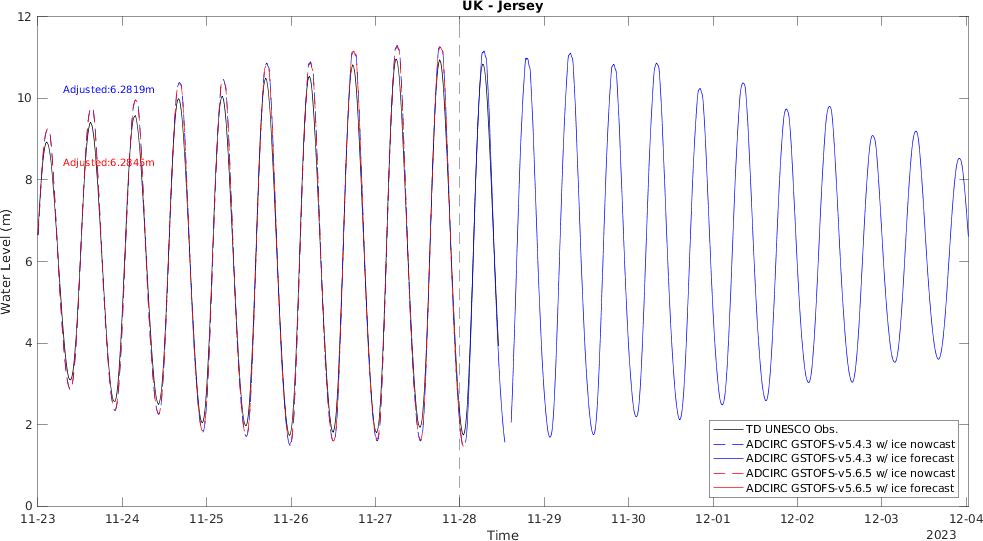 UK - Jersey
12
10
8
6
4
2
0
Water Level (m)
Adjusted:6.2819m
Adjusted:6.2845m
TD UNESCO Obs.
ADCIRC GSTOFS-v5.4.3 w/ ice nowcast
ADCIRC GSTOFS-v5.4.3 w/ ice forecast
ADCIRC GSTOFS-v5.6.5 w/ ice nowcast
ADCIRC GSTOFS-v5.6.5 w/ ice forecast
11-23 11-24 11-25 11-26 11-27 11-28 11-29 11-30 12-01 12-02 12-03 12-04
Time
2023